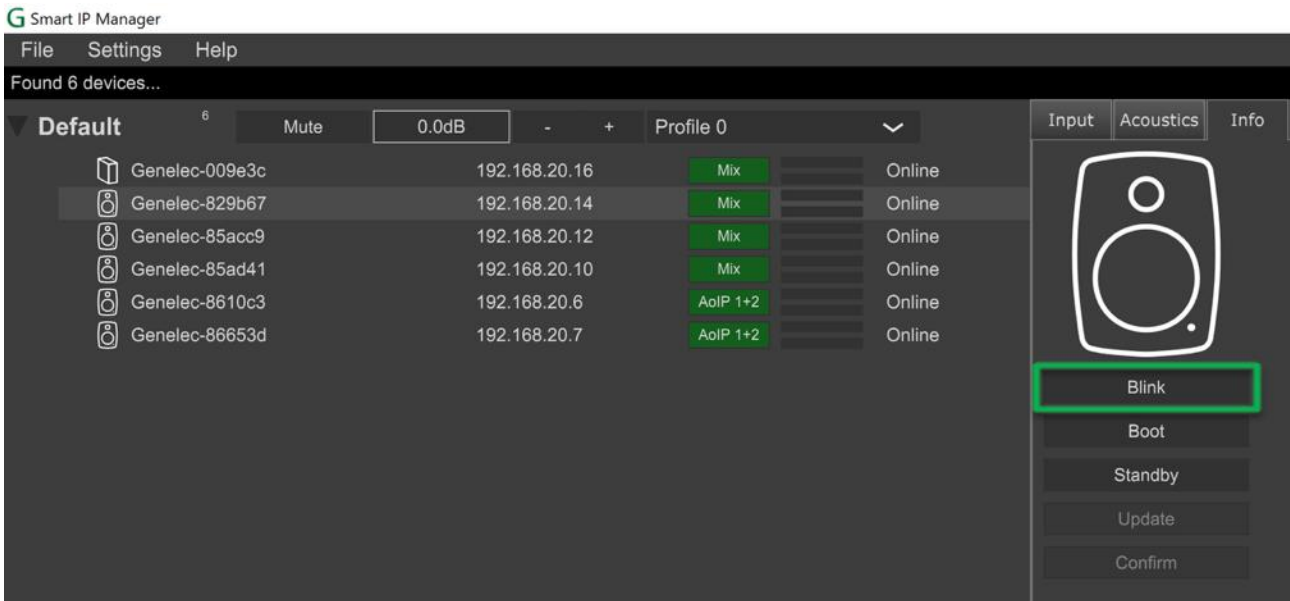 G Smart IP Manager
File Settings Help
Found 6 devices...
Default 6 Mute 0.0dB - + Profile 0
Genelec-009e3c 192.168.20.16 Mix Online
Genelec-829b67 192.168.20.14 Mix Online
Genelec-85acc9 192.168.20.12 Mix Online
Genelec-85ad41 192.168.20.10 Mix Online
Genelec-8610c3 192.168.20.6 AoIP 1+2 Online
Genelec-86653d 192.168.20.7 AoIP 1+2 Online
Input Acoustics Info
Blink
Boot
Standby
Update
Confirm